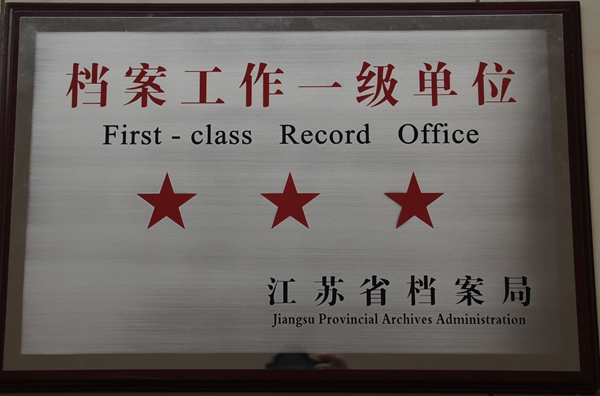 档案工作一级单位
First - class Record Office
江苏省档案局
Jiangsu Provincial Archives Administration